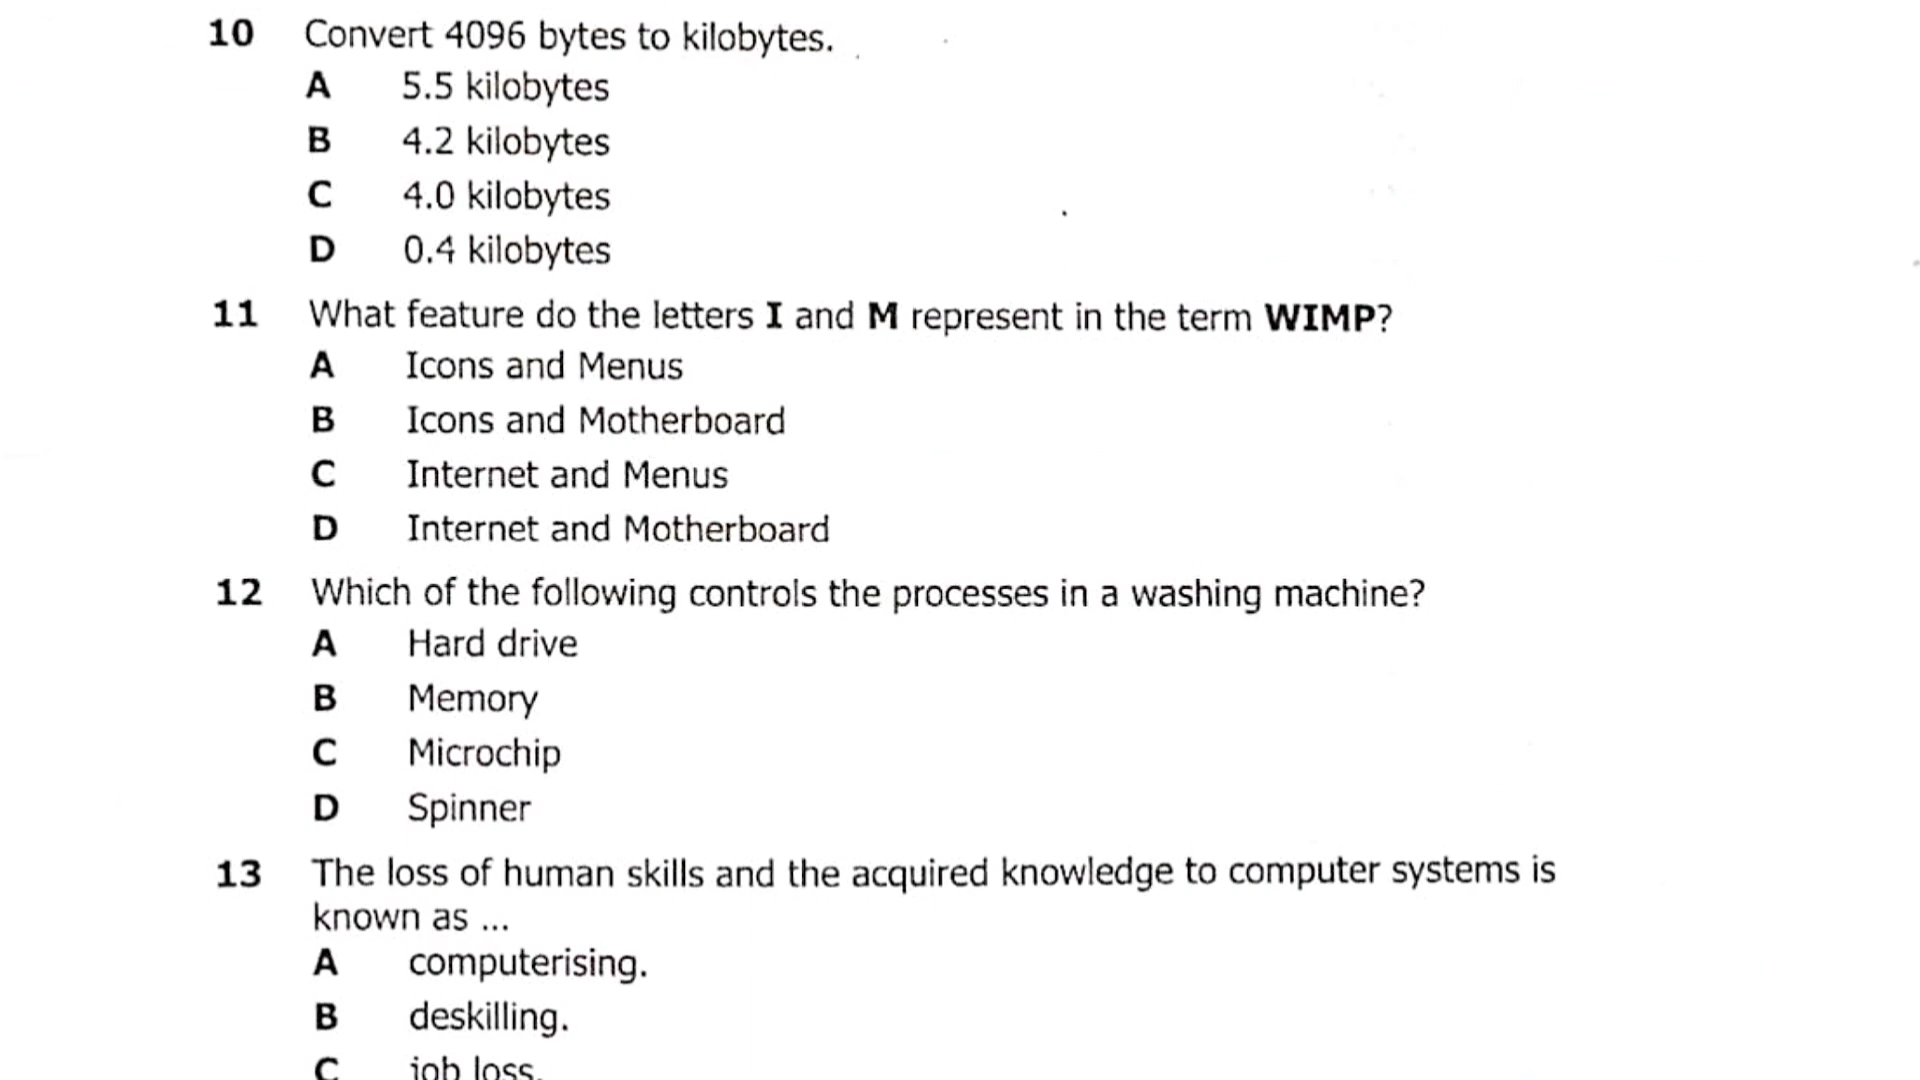 10 Convert 4096 bytes to kilobytes.
A 5.5 kilobytes
B 4.2 kilobytes
C 4.0 kilobytes
D 0.4 kilobytes
11 What feature do the letters I and M represent in the term WIMP?
A Icons and Menus
B Icons and Motherboard
C Internet and Menus
D Internet and Motherboard
12 Which of the following controls the processes in a washing machine?
A Hard drive
B Memory
C Microchip
D Spinner
13 The loss of human skills and the acquired knowledge to computer systems is
known as ...
A computerising.
B deskilling.
C job loss.